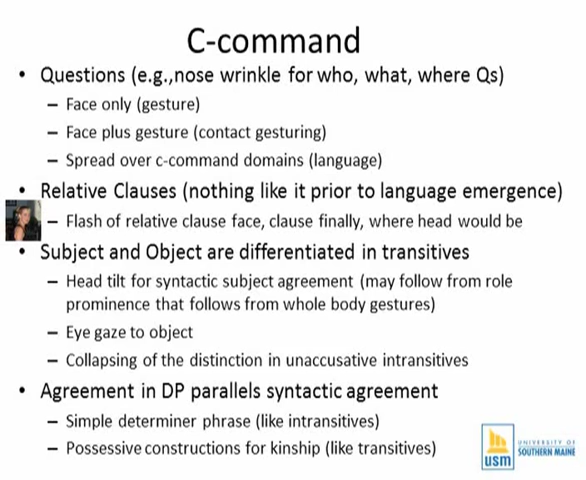 C-command
• Questions (e.g.,nose wrinkle for who, what, where Qs)
– Face only (gesture)
– Face plus gesture (contact gesturing)
– Spread over c-command domains (language)
• Relative Clauses (nothing like it prior to language emergence)
– Flash of relative clause face, clause finally, where head would be
• Subject and Object are differentiated in transitives
– Head tilt for syntactic subject agreement (may follow from role
prominence that follows from whole body gestures)
– Eye gaze to object
– Collapsing of the distinction in unaccusative intransitives
• Agreement in DP parallels syntactic agreement
– Simple determiner phrase (like intransitives)
– Possessive constructions for kinship (like transitives)
usm
UNIVERSITY OF
SOUTHERN MAINE